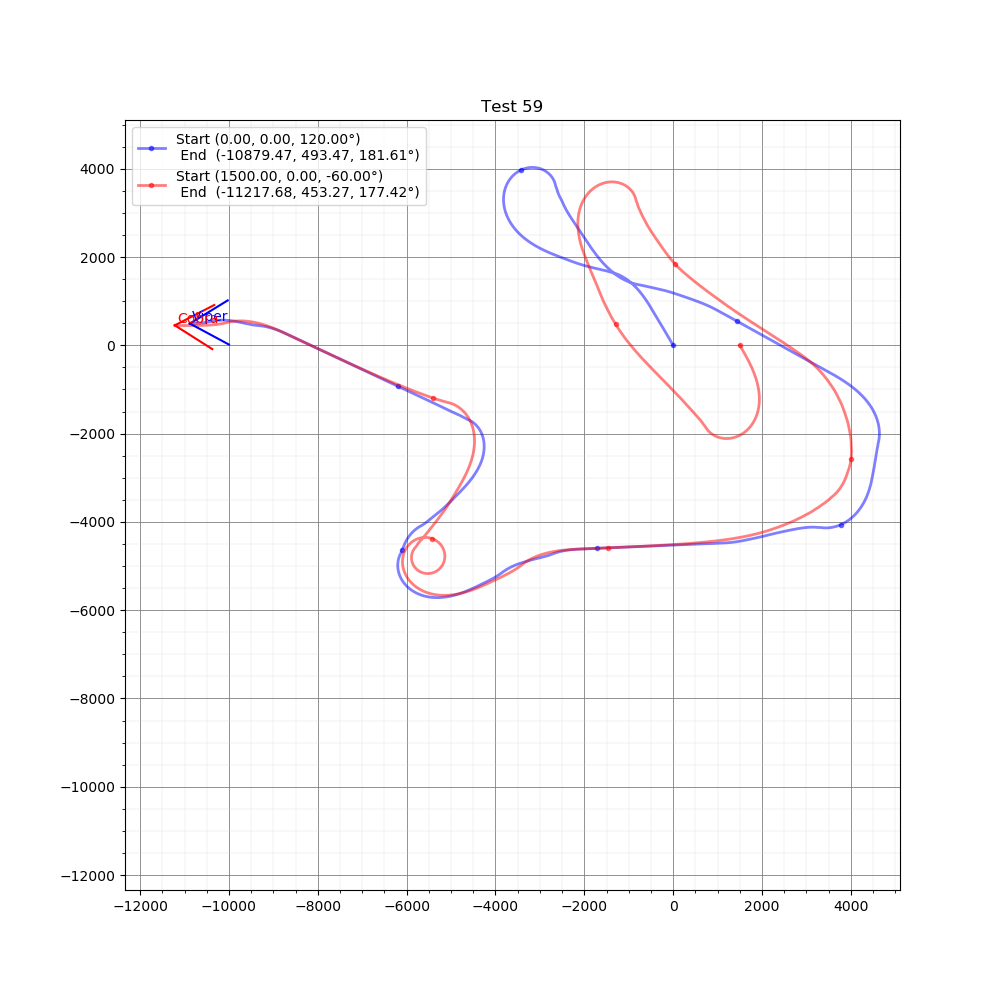 Test 59
Start (0.00, 0.00, 120.00°)
End (-10879.47, 493.47, 181.61°)
Start (1500.00, 0.00, -60.00°)
End (-11217.68, 453.27, 177.42°)
4000
2000
0
−2000
−4000
−6000
−8000
−10000
−12000
Viper
−12000 −10000 −8000 −6000 −4000 −2000 0 2000 4000